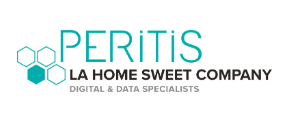 PERiTiS
LA HOME SWEET COMPANY
DIGITAL & DATA SPECIALISTS